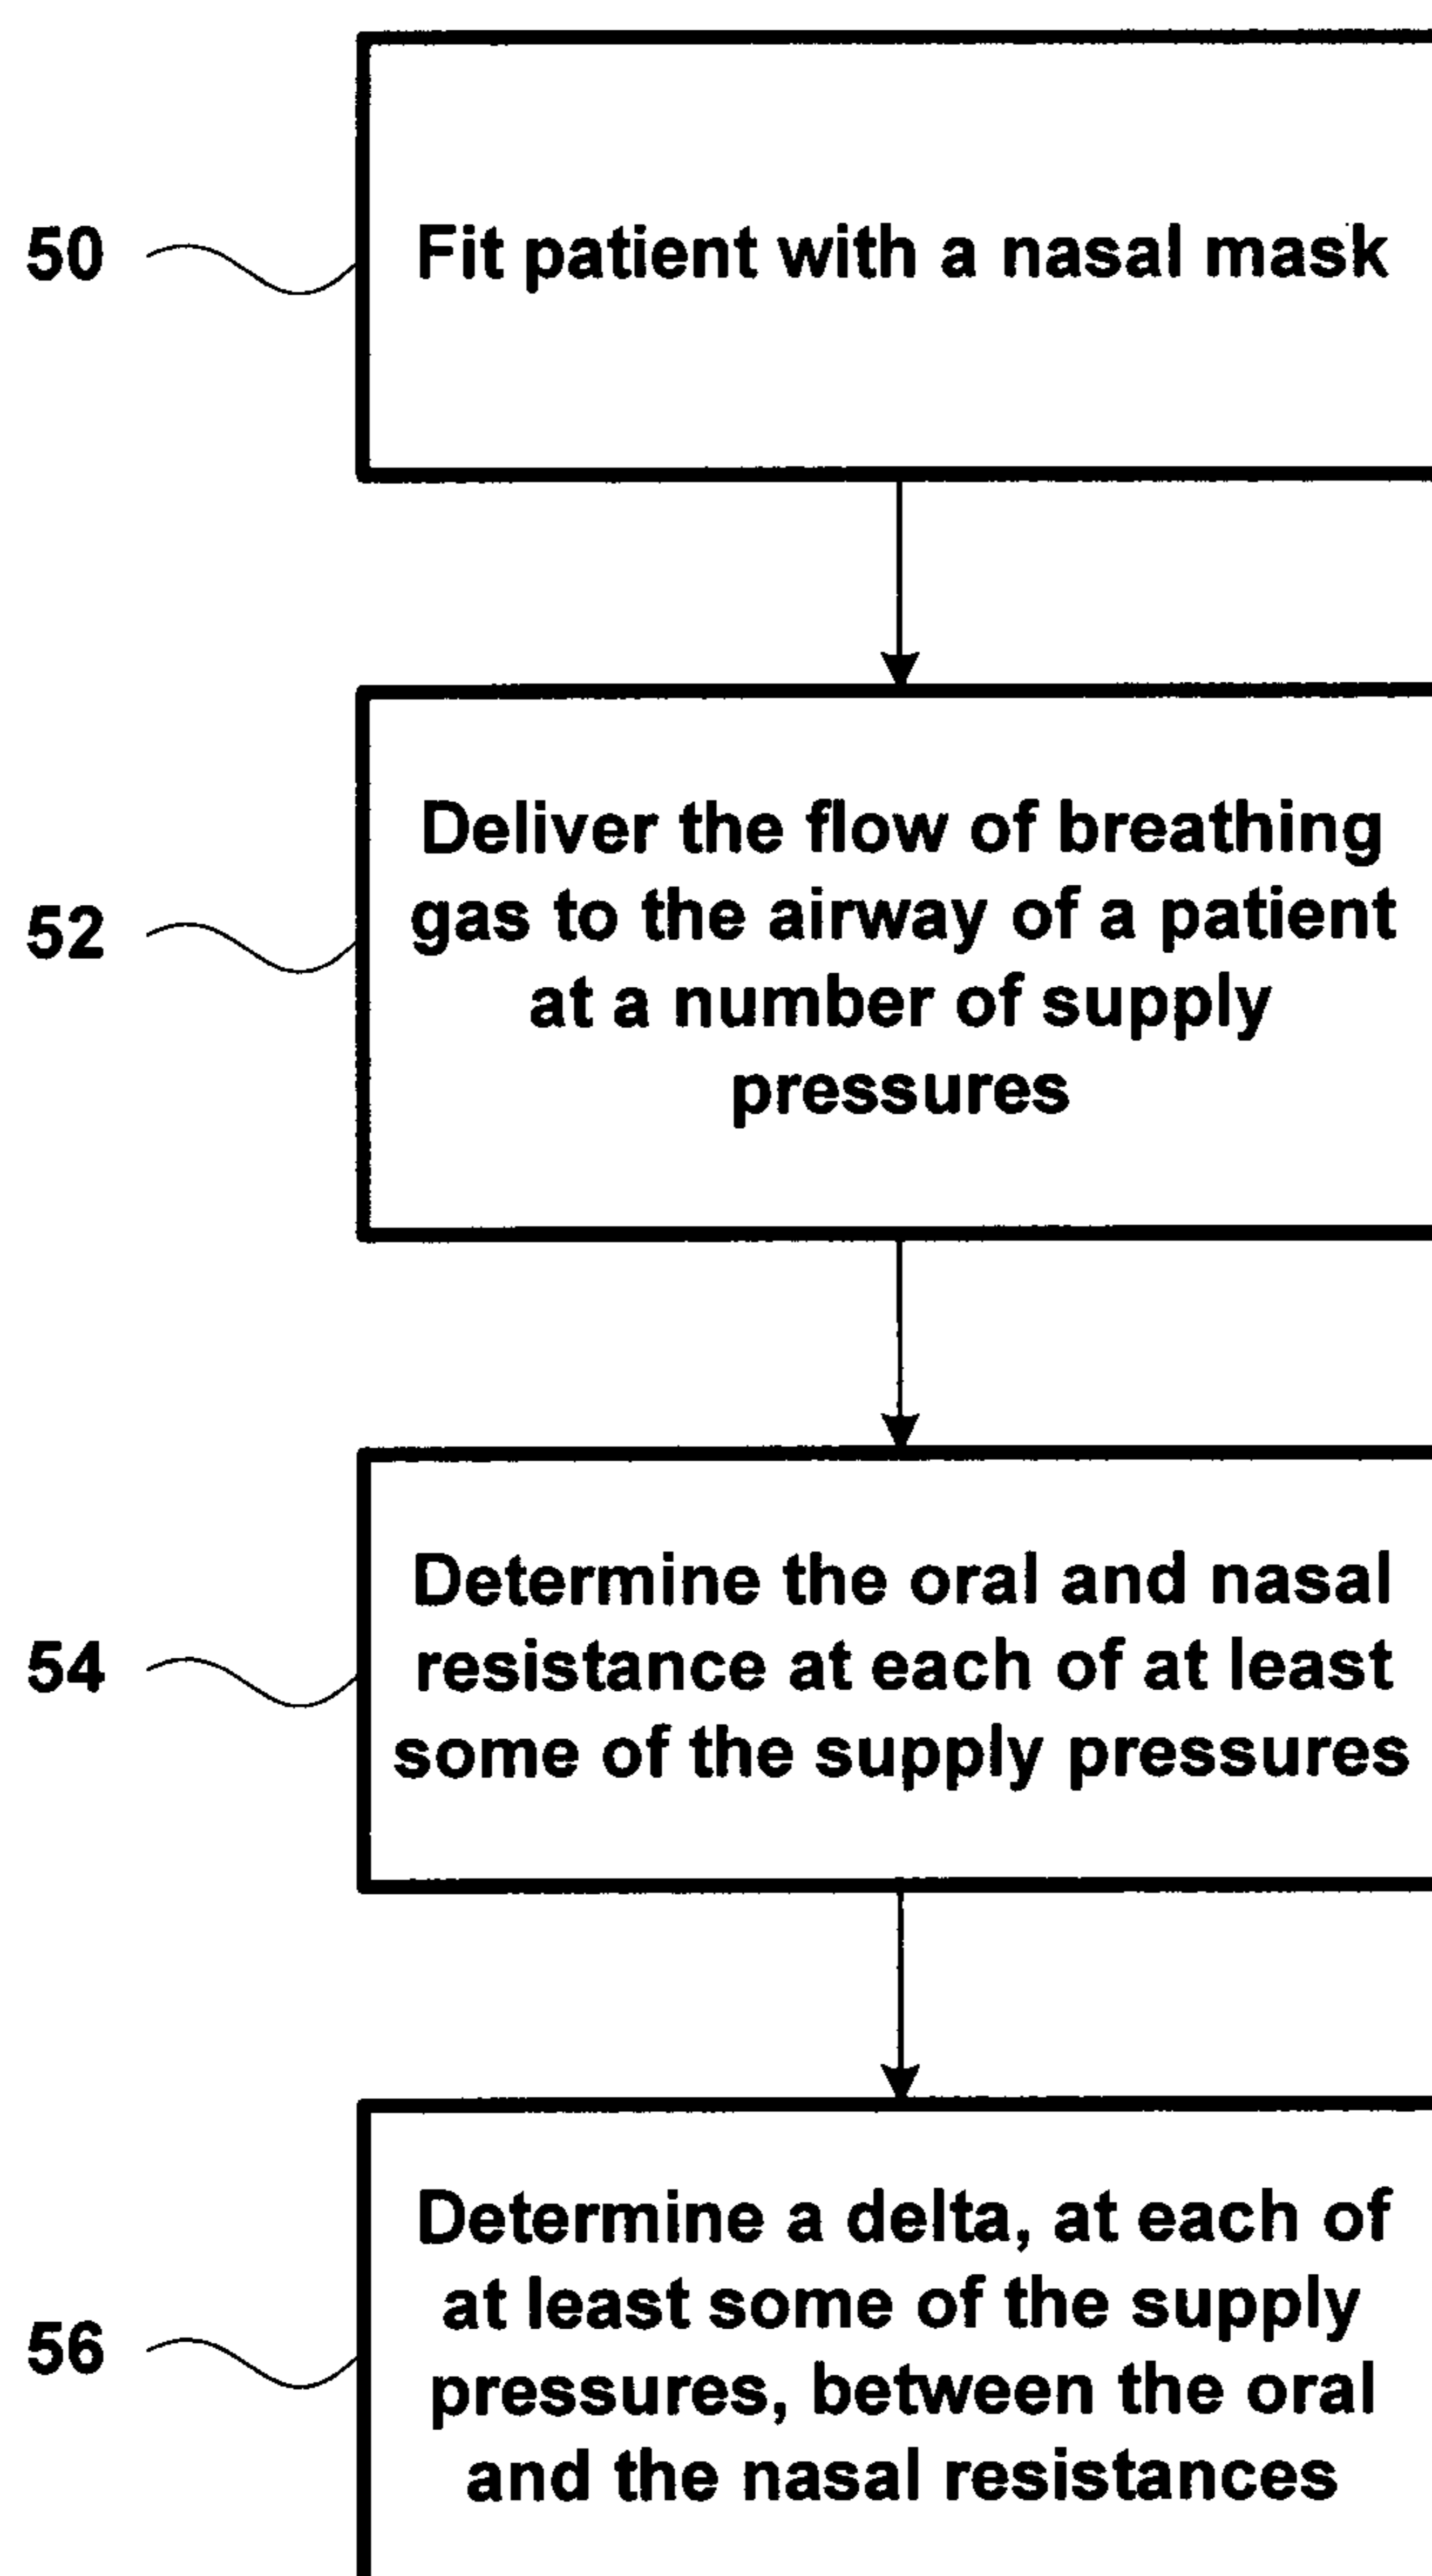 50
Fit patient with a nasal mask
52
Deliver the flow of breathing
gas to the airway of a patient
at a number of supply
pressures
54
Determine the oral and nasal
resistance at each of at least
some of the supply pressures
56
Determine a delta, at each of
at least some of the supply
pressures, between the oral
and the nasal resistances